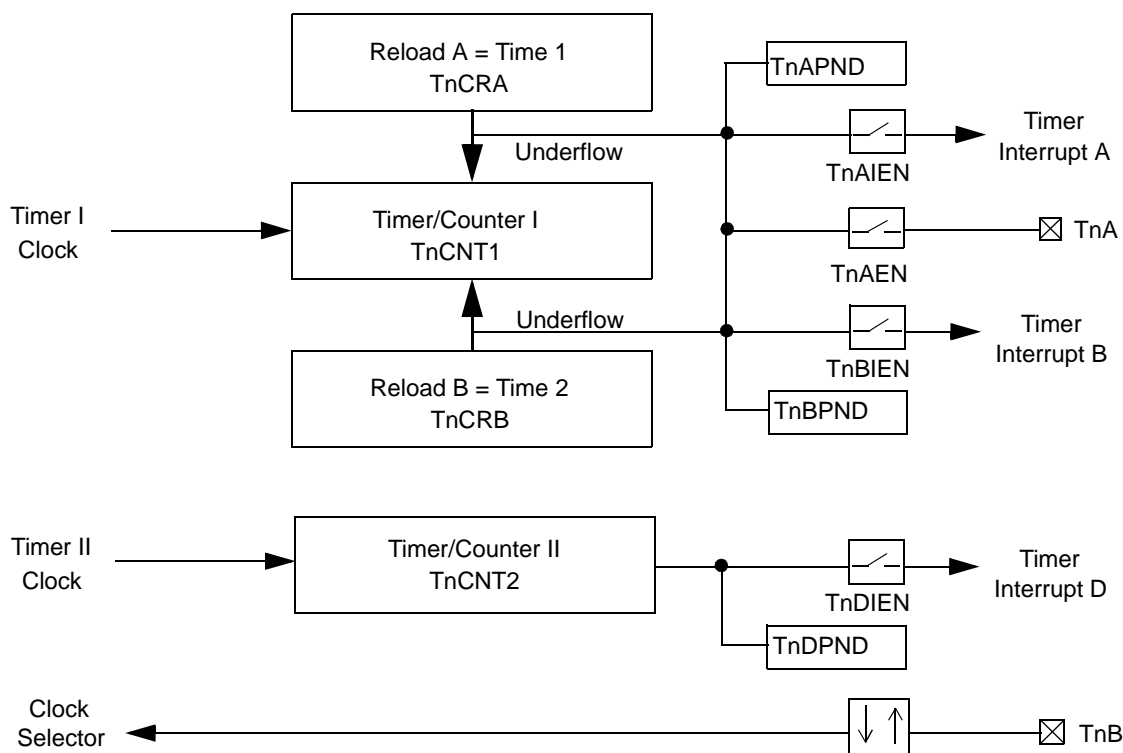 Reload A = Time 1
TnCRA
TnAPND
Underflow
Timer
Interrupt A
TnAIEN
Timer I
Clock
Timer/Counter I
TnCNT1
TnA
TnAEN
Underflow
Timer
Interrupt B
TnBIEN
Reload B = Time 2
TnCRB
TnBPND
Timer II
Clock
Timer/Counter II
TnCNT2
Timer
Interrupt D
TnDIEN
TnDPND
Clock
Selector
TnB